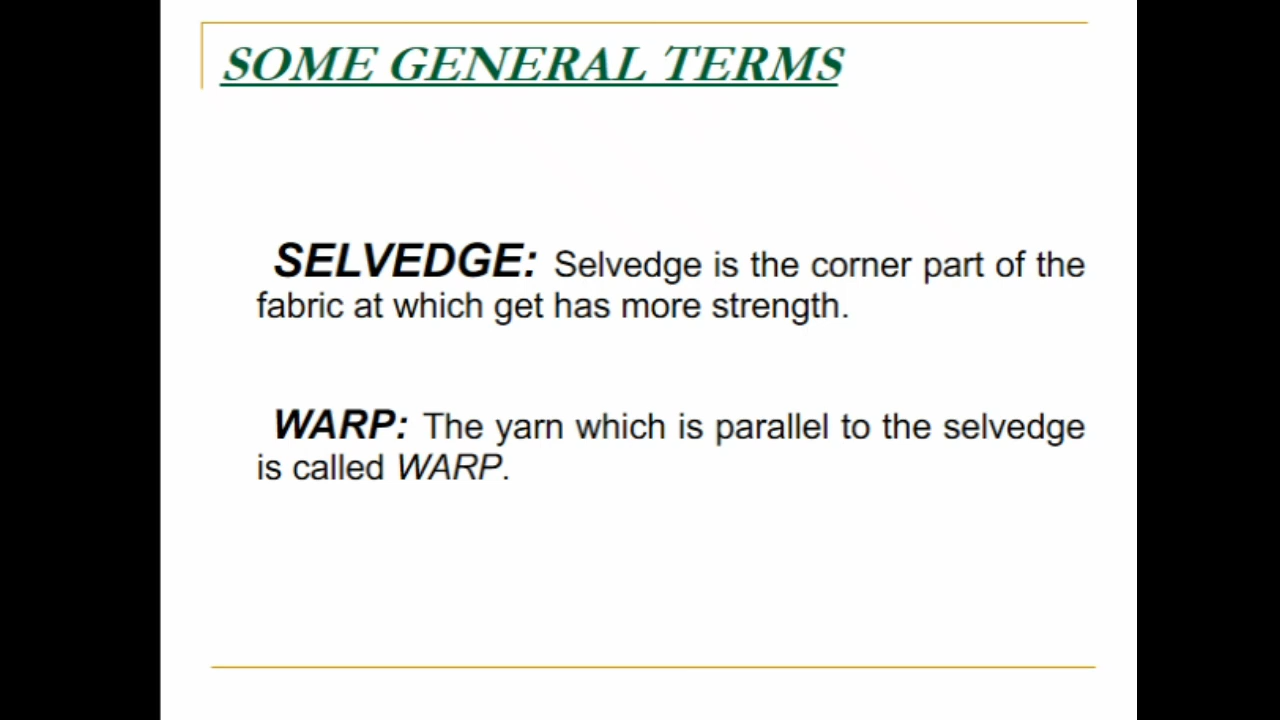 SOME GENERAL TERMS
SELVEDGE: Selvedge is the corner part of the
fabric at which get has more strength.
WARP: The yarn which is parallel to the selvedge
is called WARP.